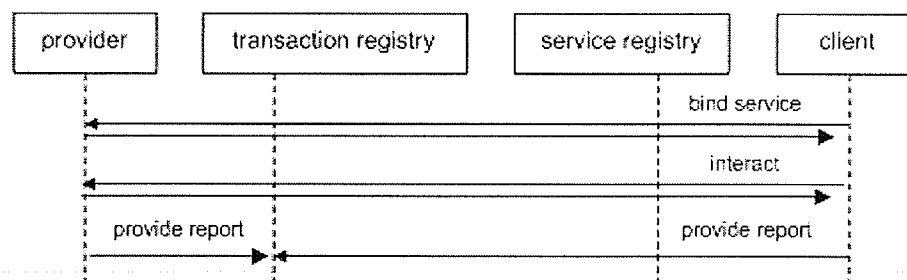 provider
transaction registry
service registry
client
bind service
interact
provide report
provide report